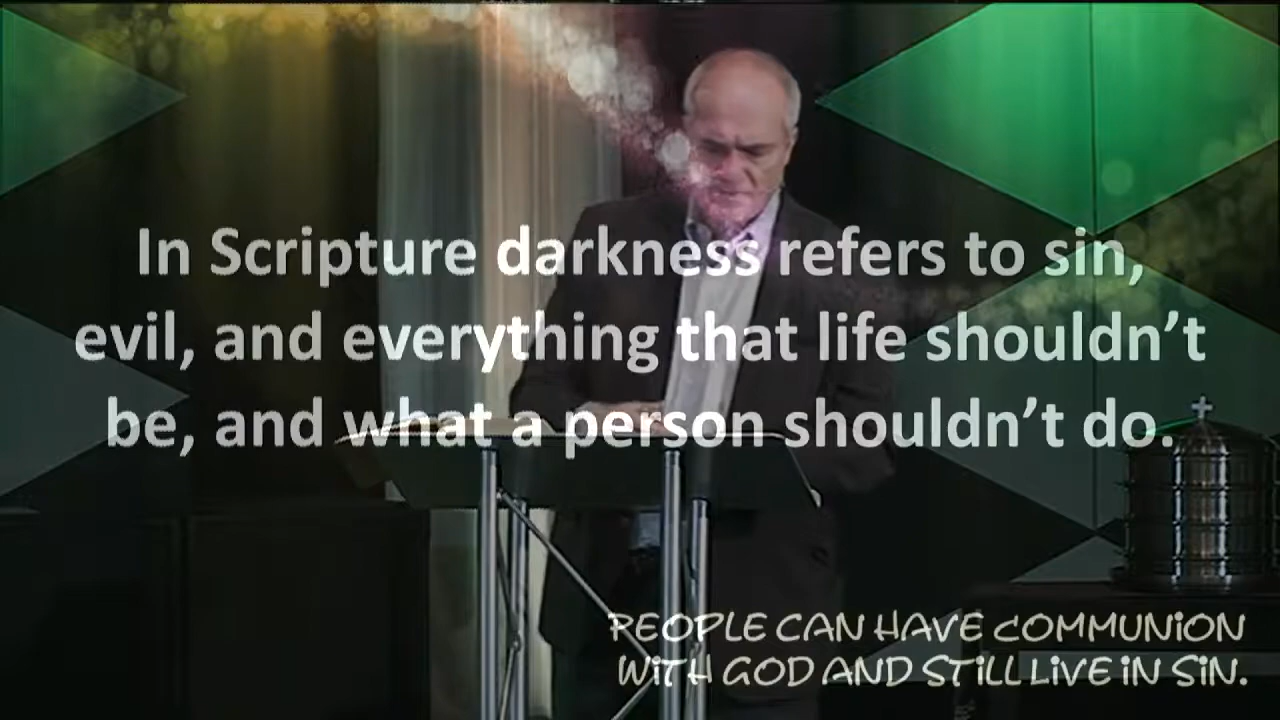 In Scripture darkness refers to sin,
evil, and everything that life shouldn’t
be, and what a person shouldn’t do.
PEOPLE CAN HAVE COMMUNION
WITH GOD AND STILL LIVE IN SIN.